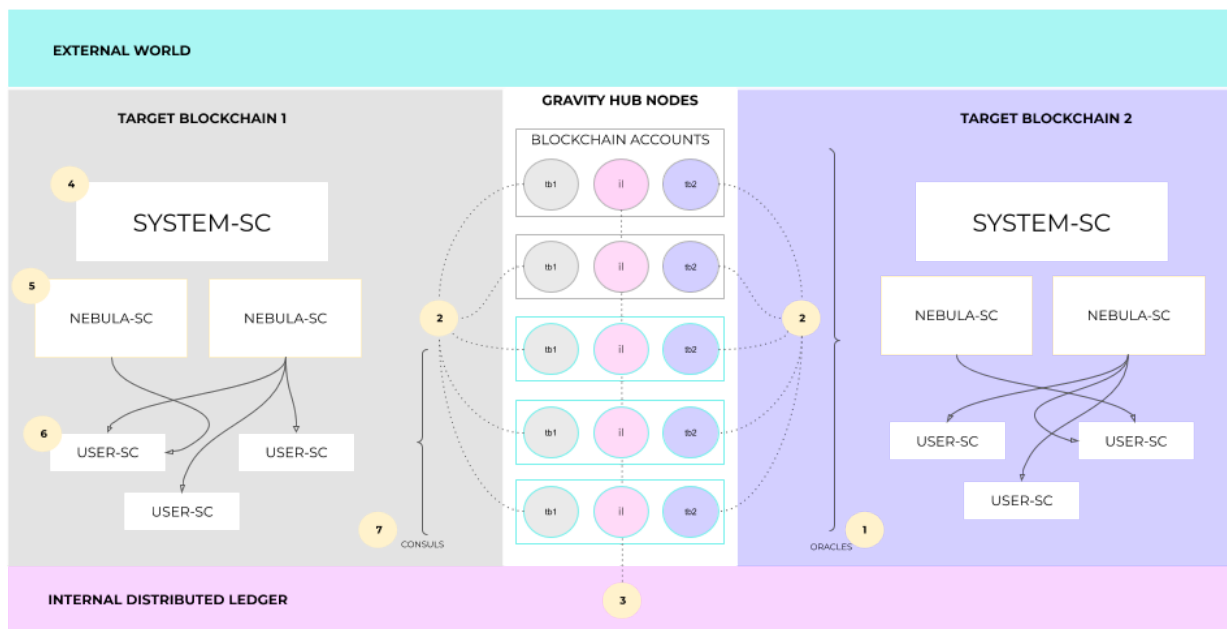 EXTERNAL WORLD
TARGET BLOCKCHAIN 1
GRAVITY HUB NODES
TARGET BLOCKCHAIN 2
BLOCKCHAIN ACCOUNTS
4
SYSTEM-SC
5
NEBULA-SC
NEBULA-SC
6
USER-SC
USER-SC
USER-SC
2
7
CONSULS
tb1
il
tb2
tb1
il
tb2
tb1
il
tb2
tb1
il
tb2
tb1
il
tb2
2
1
ORACLES
SYSTEM-SC
NEBULA-SC
NEBULA-SC
USER-SC
USER-SC
USER-SC
INTERNAL DISTRIBUTED LEDGER
3